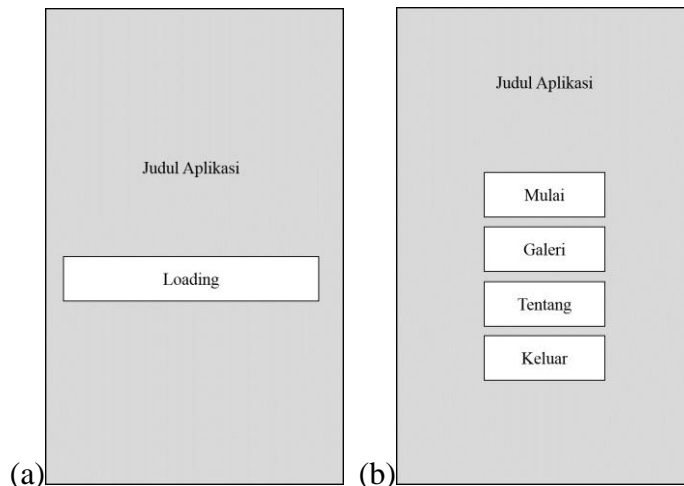 Judul Aplikasi
Loading
(a)
Judul Aplikasi
Mulai
Galeri
Tentang
Keluar
(b)